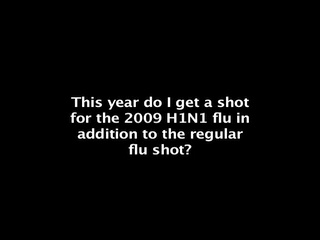 This year do I get a shot
for the 2009 H1N1 flu in
addition to the regular
flu shot?